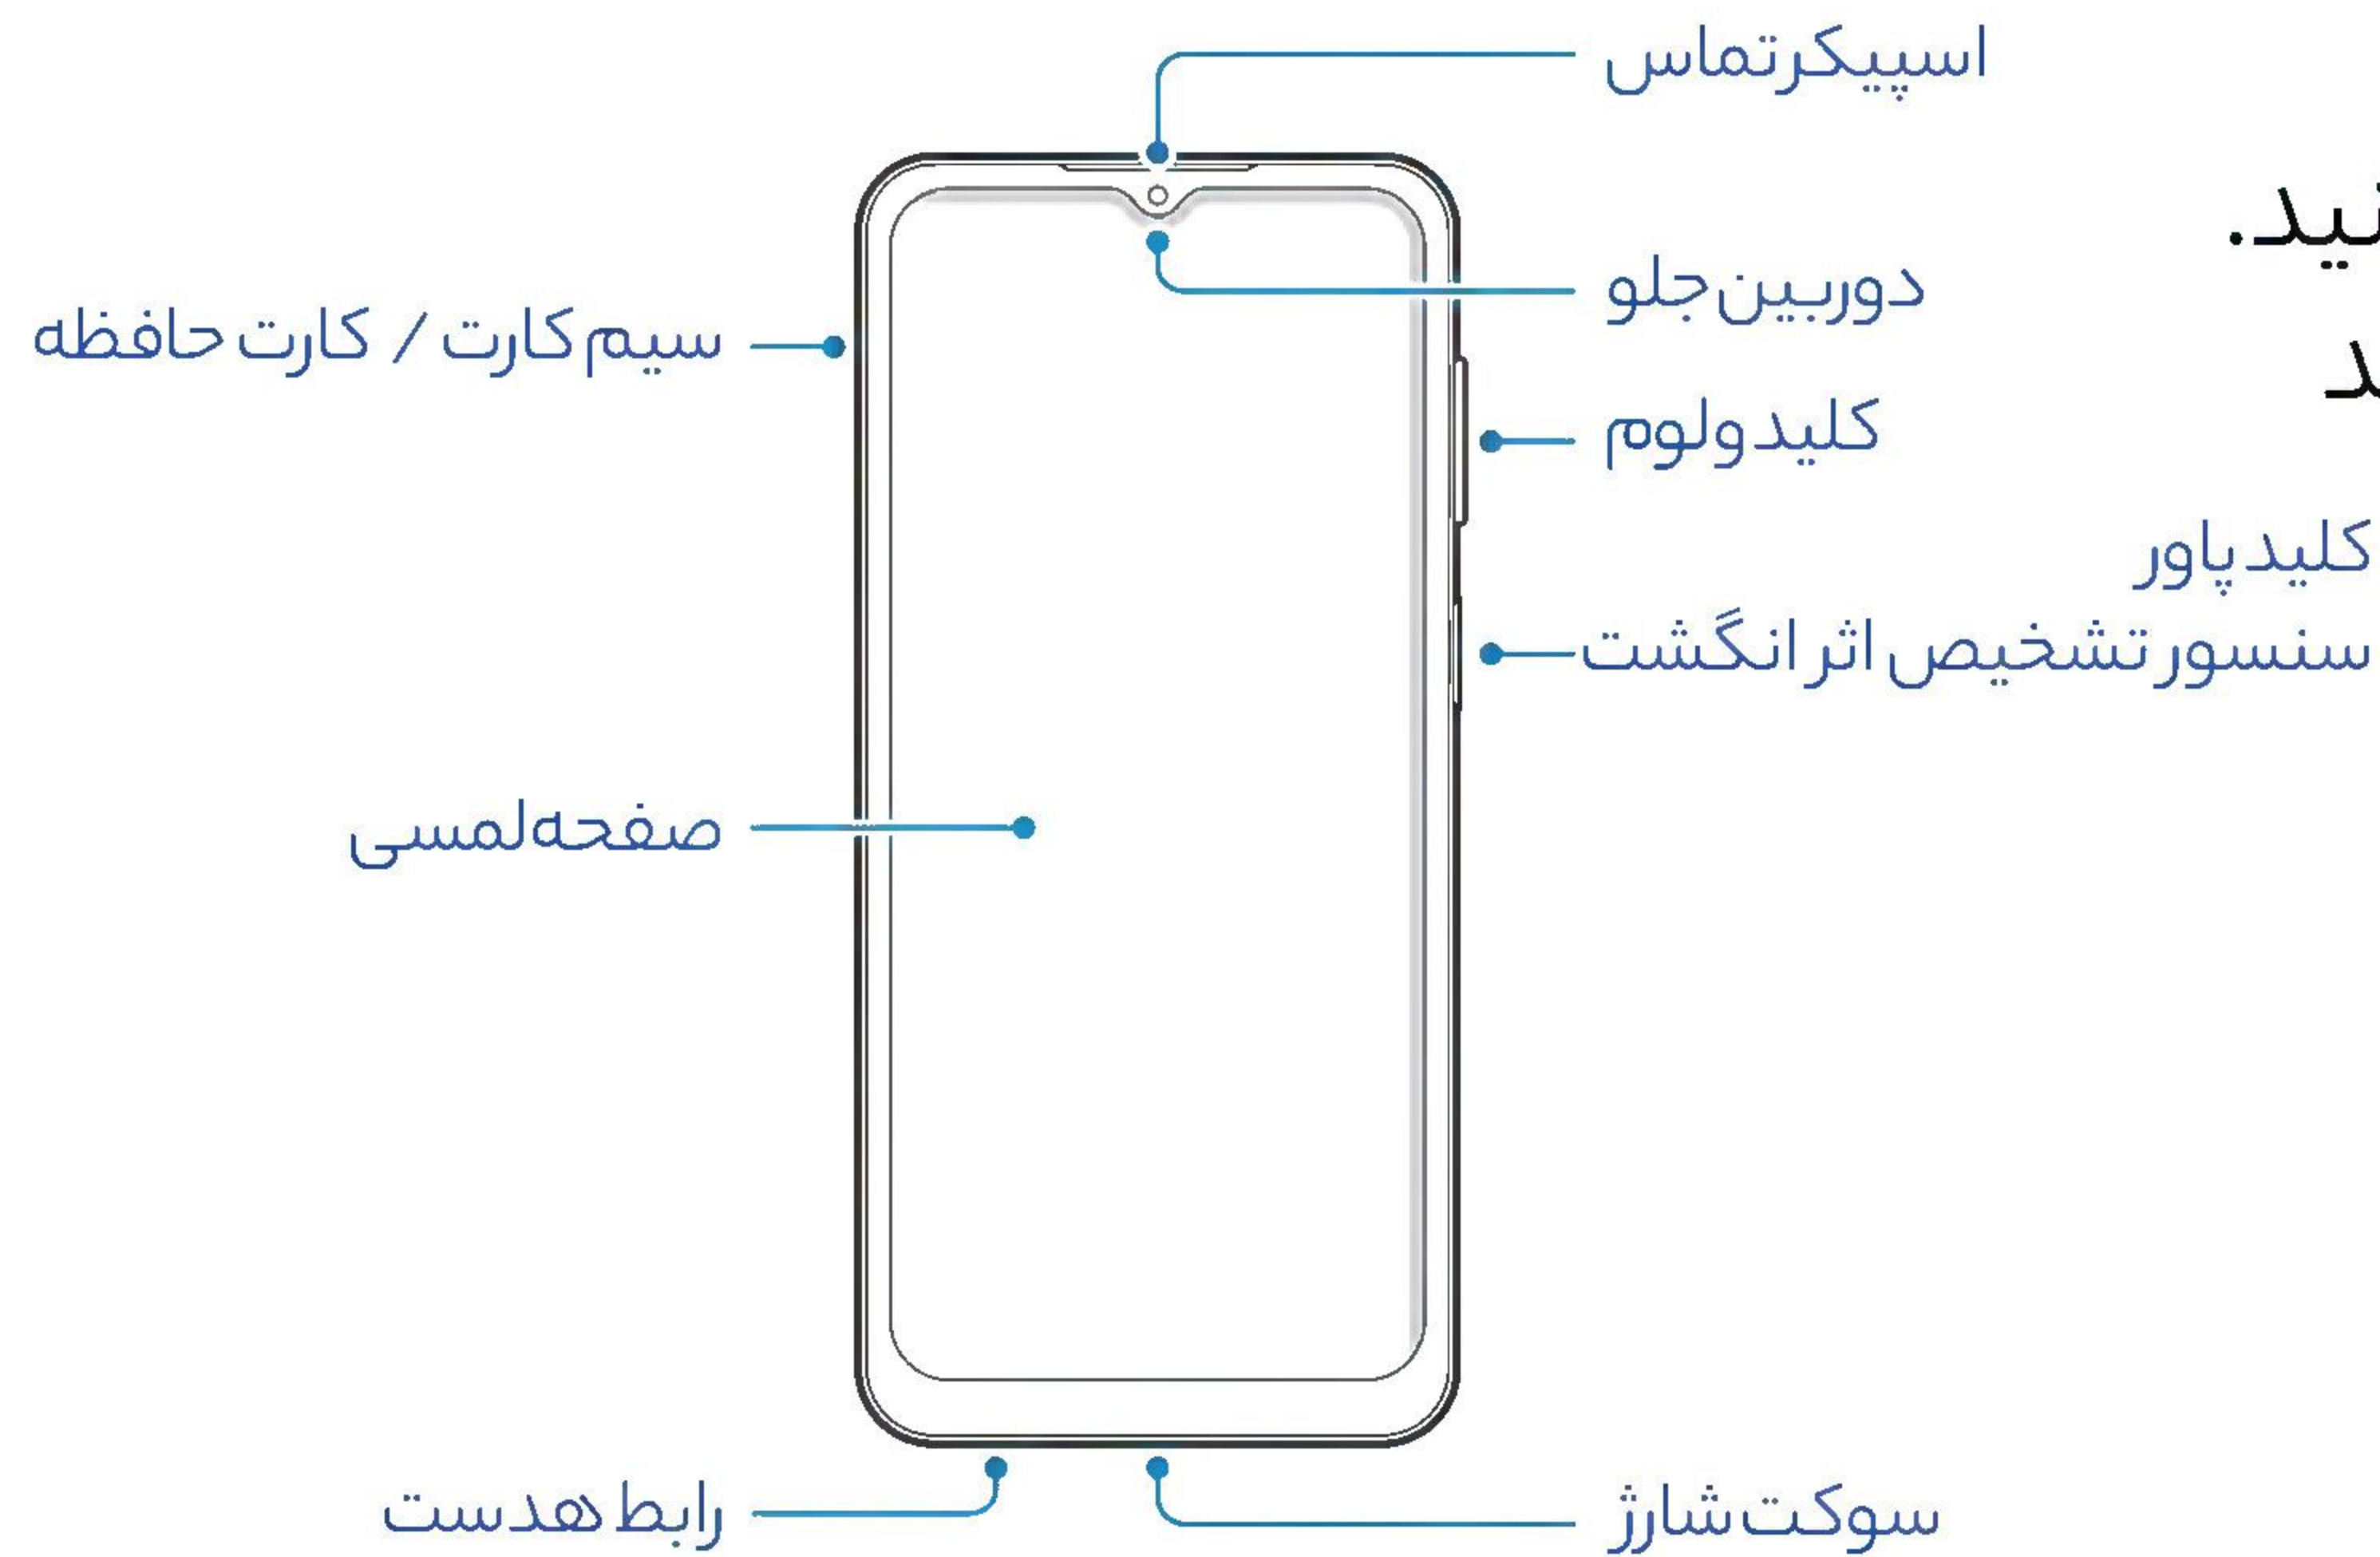 اسپیکر تماس
دوربین جلو
سیم کارت / کارت حافظه
کلید ولوم
کلید پاور
سنسور تشخیص اثر انگشت
صفحه لمسی
رابط هدست
سوکت شارژ